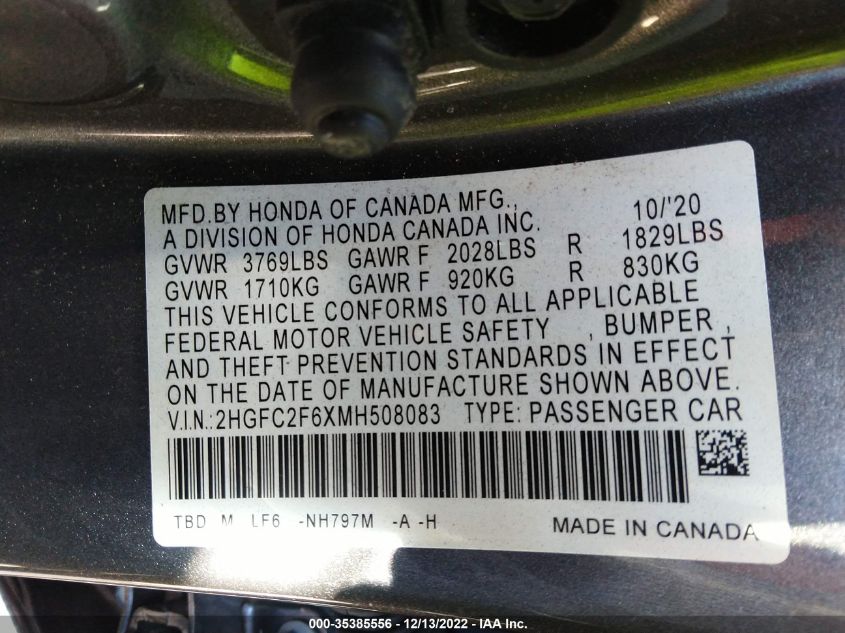 MFD.BY HONDA OF CANADA MFG., 10/'20
A DIVISION OF HONDA CANADA INC.
GVWR 3769LBS GAWR F 2028LBS R 1829LBS
GVWR 1710KG GAWR F 920KG R 830KG
THIS VEHICLE CONFORMS TO ALL APPLICABLE
FEDERAL MOTOR VEHICLE SAFETY , BUMPER ,
AND THEFT PREVENTION STANDARDS IN EFFECT
ON THE DATE OF MANUFACTURE SHOWN ABOVE.
V.I.N.:2HGFC2F6XMH508083 TYPE: PASSENGER CAR
TBD M LF6 -NH797M -A -H MADE IN CANADA
000-35385556 - 12/13/2022 - IAA Inc.